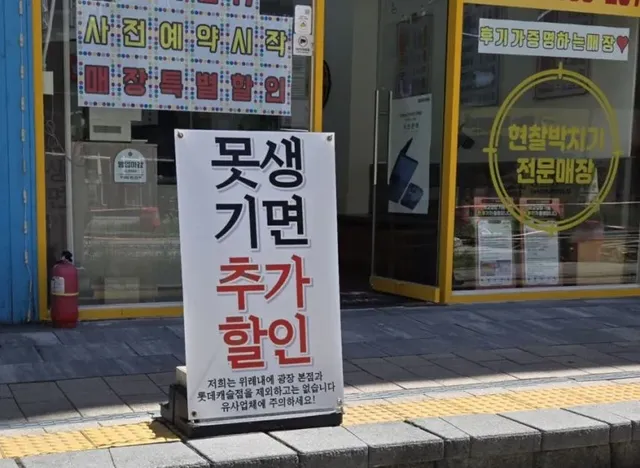 사전예약시작
매장특별할인
후기가증명하는매장
현찰박치기
전문매장
못생
기면
추가
할인
저희는 위례내에 광장 본점과
롯데캐슬점을 제외하고는 없습니다
유사업체에 주의하세요!